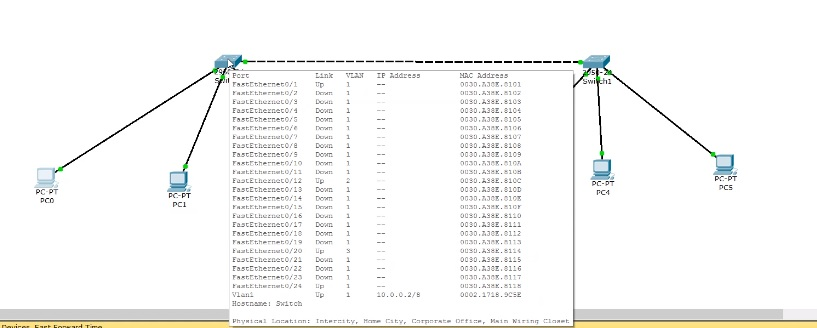 Port Link VLAN IP Address MAC Address
FastEthernet0/1 Up 1 -- 0030.A38E.8101
FastEthernet0/2 Down 1 -- 0030.A38E.8102
FastEthernet0/3 Down 1 -- 0030.A38E.8103
FastEthernet0/4 Down 1 -- 0030.A38E.8104
FastEthernet0/5 Down 1 -- 0030.A38E.8105
FastEthernet0/6 Down 1 -- 0030.A38E.8106
FastEthernet0/7 Down 1 -- 0030.A38E.8107
FastEthernet0/8 Down 1 -- 0030.A38E.8108
FastEthernet0/9 Down 1 -- 0030.A38E.8109
FastEthernet0/10 Down 1 -- 0030.A38E.810A
FastEthernet0/11 Down 1 -- 0030.A38E.810B
FastEthernet0/12 Up 2 -- 0030.A38E.810C
FastEthernet0/13 Down 1 -- 0030.A38E.810D
FastEthernet0/14 Down 1 -- 0030.A38E.810E
FastEthernet0/15 Down 1 -- 0030.A38E.810F
FastEthernet0/16 Down 1 -- 0030.A38E.8110
FastEthernet0/17 Down 1 -- 0030.A38E.8111
FastEthernet0/18 Down 1 -- 0030.A38E.8112
FastEthernet0/19 Down 1 -- 0030.A38E.8113
FastEthernet0/20 Up 3 -- 0030.A38E.8114
FastEthernet0/21 Down 1 -- 0030.A38E.8115
FastEthernet0/22 Down 1 -- 0030.A38E.8116
FastEthernet0/23 Down 1 -- 0030.A38E.8117
FastEthernet0/24 Up 1 -- 0030.A38E.8118
Vlan1 Up 1 10.0.0.2/8 0002.1718.9C5E
Hostname: Switch
Physical Location: Intercity, Home City, Corporate Office, Main Wiring Closet
Switch1
PC-PT
PC0
PC-PT
PC1
PC-PT
PC4
PC-PT
PC5
Devices Fast Forward Time